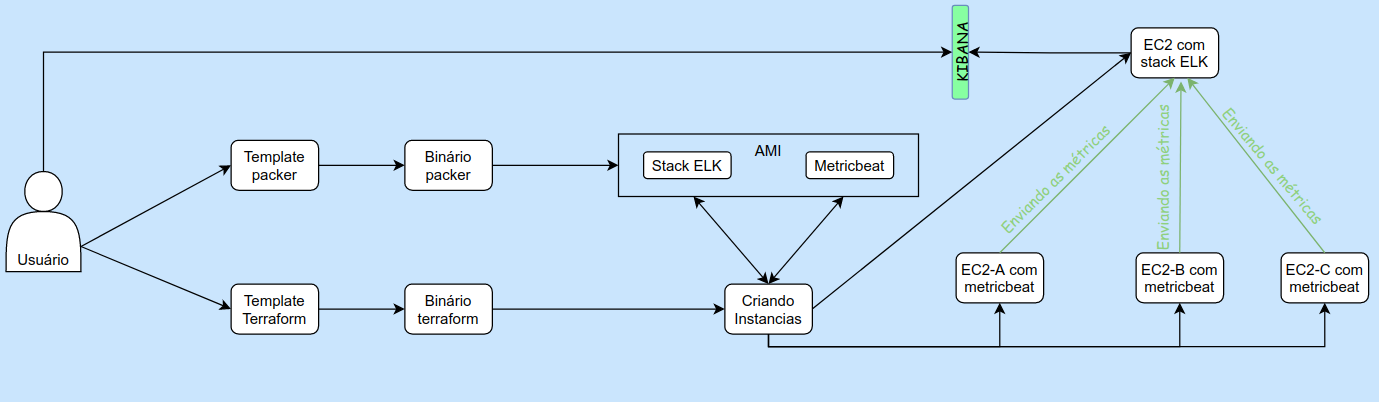 KIBANA
EC2 com
stack ELK
Template
packer
Binário
packer
AMI
Stack ELK
Metricbeat
Enviando as métricas
Enviando as métricas
Enviando as métricas
Usuário
EC2-A com
metricbeat
EC2-B com
metricbeat
EC2-C com
metricbeat
Template
Terraform
Binário
terraform
Criando
Instancias